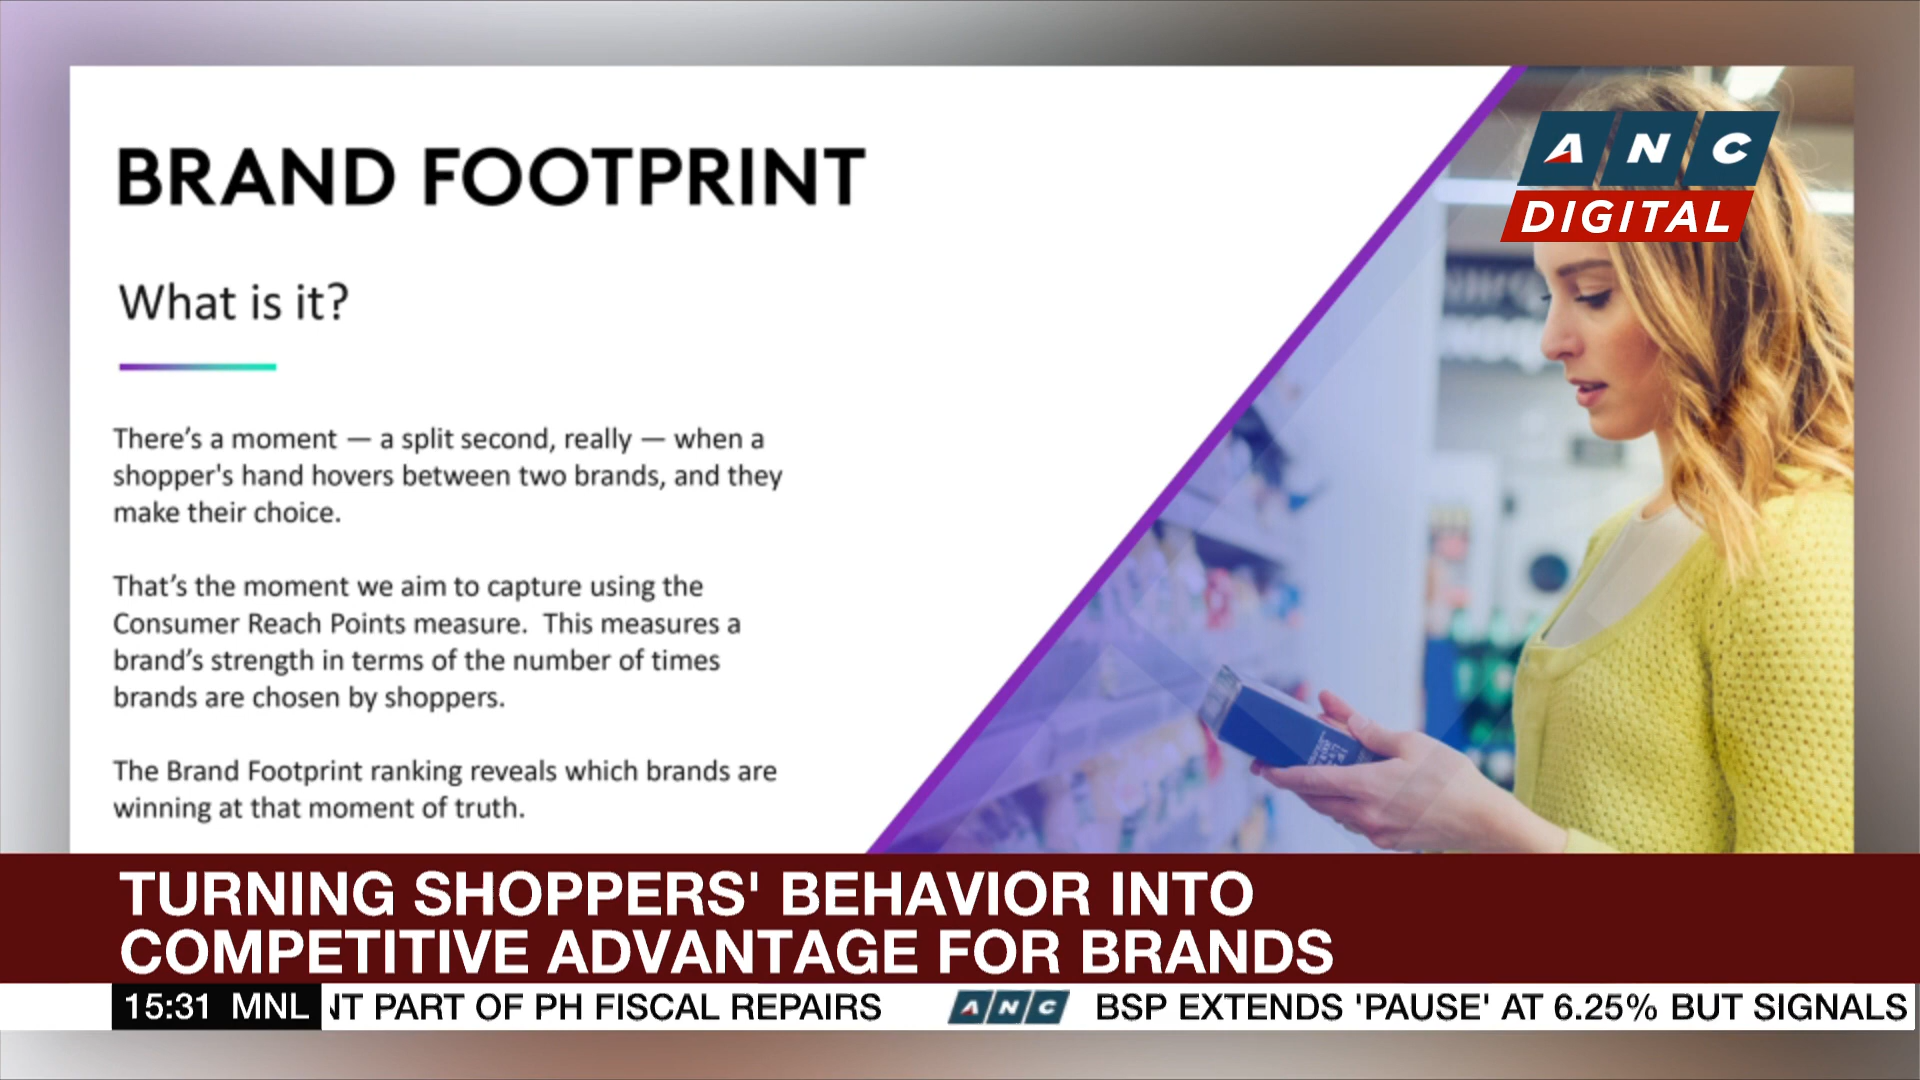 BRAND FOOTPRINT
ANC
DIGITAL
What is it?
There’s a moment — a split second, really — when a
shopper's hand hovers between two brands, and they
make their choice.
That’s the moment we aim to capture using the
Consumer Reach Points measure.  This measures a
brand’s strength in terms of the number of times
brands are chosen by shoppers.
The Brand Footprint ranking reveals which brands are
winning at that moment of truth.
TURNING SHOPPERS' BEHAVIOR INTO
COMPETITIVE ADVANTAGE FOR BRANDS
15:31 MNL PART OF PH FISCAL REPAIRS ANC BSP EXTENDS 'PAUSE' AT 6.25% BUT SIGNALS